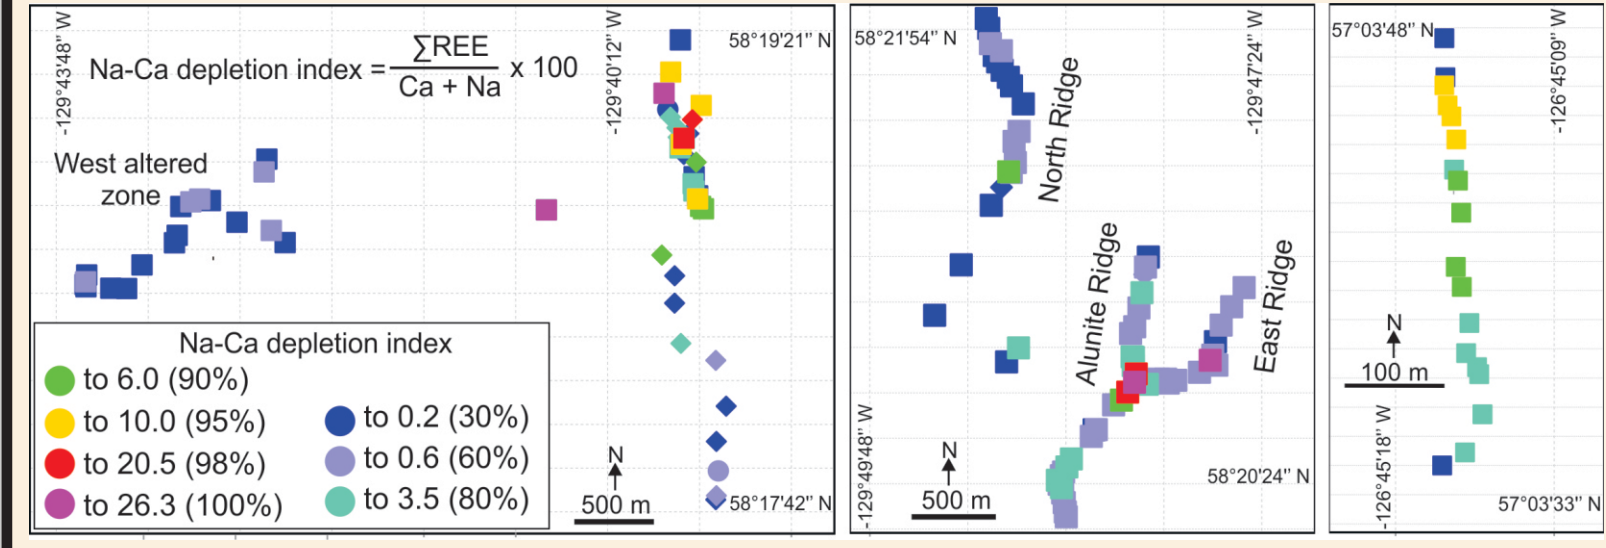 -129°43'48" W
Na-Ca depletion index = ∑REE / Ca + Na x 100
-129°40'12" W
58°19'21" N
West altered
zone
Na-Ca depletion index
to 6.0 (90%)
to 10.0 (95%)
to 20.5 (98%)
to 26.3 (100%)
to 0.2 (30%)
to 0.6 (60%)
to 3.5 (80%)
N
500 m
58°17'42" N
58°21'54" N
-129°47'24" W
North Ridge
Alunite Ridge
East Ridge
-129°49'48" W
N
500 m
58°20'24" N
57°03'48" N
-126°45'09" W
N
100 m
-126°45'18" W
57°03'33" N